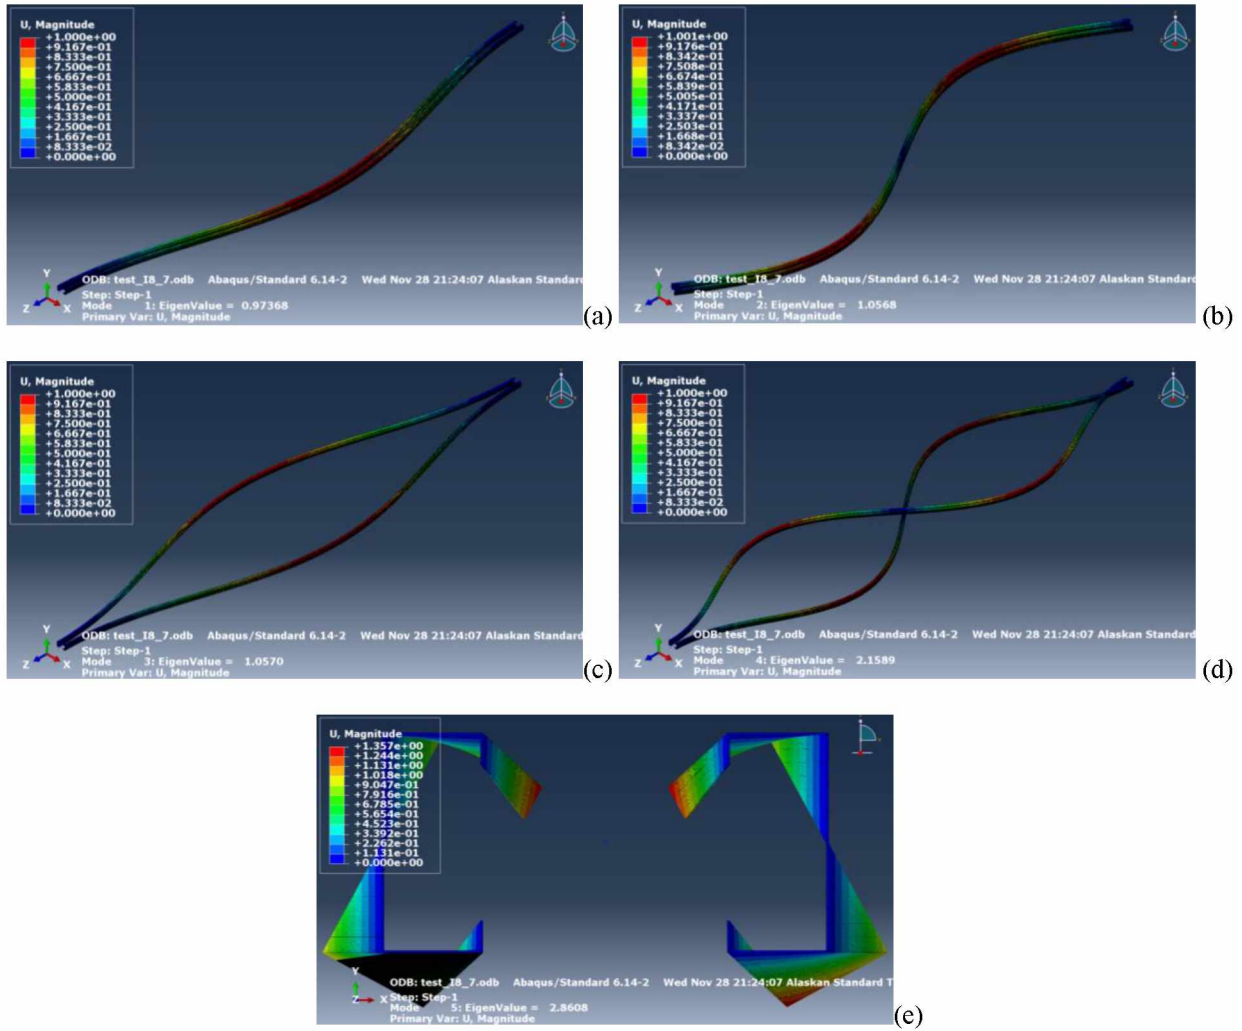 U, Magnitude
+1.000e+00
+9.167e-01
+8.333e-01
+7.500e-01
+6.667e-01
+5.833e-01
+5.000e-01
+4.167e-01
+3.333e-01
+2.500e-01
+1.667e-01
+8.333e-02
+0.000e+00
Y
Z
X
ODB: test_I8_7.odb Abaqus/Standard 6.14-2 Wed Nov 28 21:24:07 Alaskan Standard
Step: Step-1
Mode 1: EigenValue = 0.97368
Primary Var: U, Magnitude
(a)
U, Magnitude
+1.001e+00
+9.176e-01
+8.342e-01
+7.508e-01
+6.674e-01
+5.839e-01
+5.005e-01
+4.171e-01
+3.337e-01
+2.503e-01
+1.668e-01
+8.342e-02
+0.000e+00
Y
Z
X
ODB: test_I8_7.odb Abaqus/Standard 6.14-2 Wed Nov 28 21:24:07 Alaskan Standard
Step: Step-1
Mode 2: EigenValue = 1.0568
Primary Var: U, Magnitude
(b)
U, Magnitude
+1.000e+00
+9.167e-01
+8.333e-01
+7.500e-01
+6.667e-01
+5.833e-01
+5.000e-01
+4.167e-01
+3.333e-01
+2.500e-01
+1.667e-01
+8.333e-02
+0.000e+00
Y
Z
X
ODB: test_I8_7.odb Abaqus/Standard 6.14-2 Wed Nov 28 21:24:07 Alaskan Standard
Step: Step-1
Mode 3: EigenValue = 1.0570
Primary Var: U, Magnitude
(c)
U, Magnitude
+1.000e+00
+9.167e-01
+8.333e-01
+7.500e-01
+6.667e-01
+5.833e-01
+5.000e-01
+4.167e-01
+3.333e-01
+2.500e-01
+1.667e-01
+8.333e-02
+0.000e+00
Y
Z
X
ODB: test_I8_7.odb Abaqus/Standard 6.14-2 Wed Nov 28 21:24:07 Alaskan Standard
Step: Step-1
Mode 4: EigenValue = 2.1589
Primary Var: U, Magnitude
(d)
U, Magnitude
+1.357e+00
+1.244e+00
+1.131e+00
+1.018e+00
+9.047e-01
+7.916e-01
+6.785e-01
+5.654e-01
+4.523e-01
+3.392e-01
+2.262e-01
+1.131e-01
+0.000e+00
Y
Z
X
ODB: test_I8_7.odb Abaqus/Standard 6.14-2 Wed Nov 28 21:24:07 Alaskan Standard T
Step: Step-1
Mode 5: EigenValue = 2.8608
Primary Var: U, Magnitude
(e)